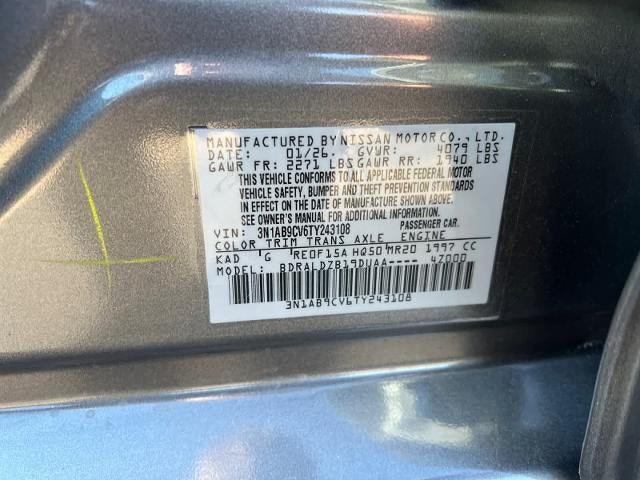 MANUFACTURED BY NISSAN MOTOR CO., LTD.
DATE: 01/26. GVWR: 4079 LBS
GAWR FR: 2271 LBS GAWR RR: 1940 LBS
THIS VEHICLE CONFORMS TO ALL APPLICABLE FEDERAL MOTOR
VEHICLE SAFETY, BUMPER AND THEFT PREVENTION STANDARDS
IN EFFECT ON THE DATE OF MANUFACTURE SHOWN ABOVE.
SEE OWNER'S MANUAL FOR ADDITIONAL INFORMATION.
VIN: 3N1AB9CV6TY243108 PASSENGER CAR.
COLOR TRIM TRANS AXLE ENGINE
KAD G RE0F15A HQ50 MR20 1997 CC
MODEL: BDRALDZB19DUAA---- 4Z000
3N1AB9CV6TY243108